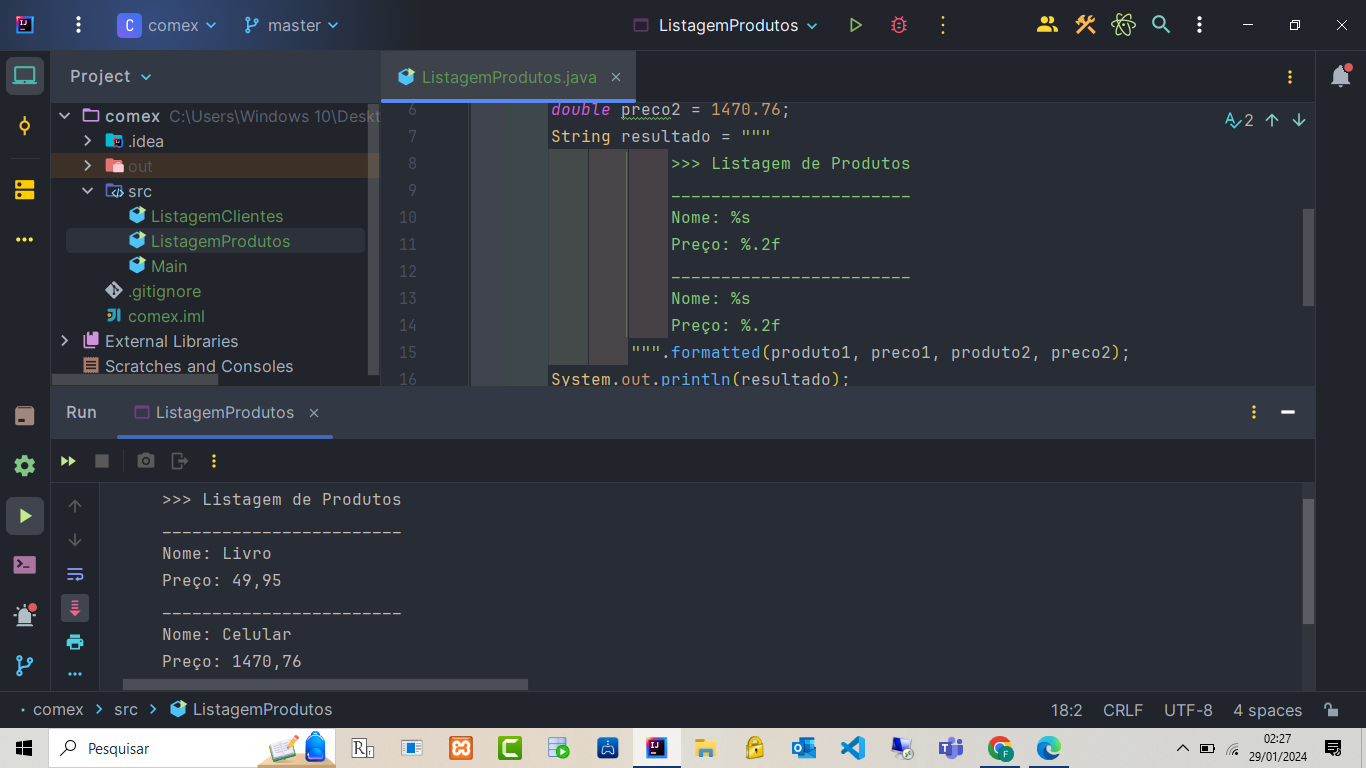 C comex master ListagemProdutos
Project ListagemProdutos.java
comex C:\Users\Windows 10\Deskt
.idea
out
src
ListagemClientes
ListagemProdutos
Main
.gitignore
comex.iml
External Libraries
Scratches and Consoles
2
6 double preco2 = 1470.76;
7 String resultado = """
8 >>> Listagem de Produtos
9 ________________________
10 Nome: %s
11 Preço: %.2f
12 ________________________
13 Nome: %s
14 Preço: %.2f
15 """.formatted(produto1, preco1, produto2, preco2);
16 System.out.println(resultado);
Run ListagemProdutos
>>> Listagem de Produtos
________________________
Nome: Livro
Preço: 49,95
________________________
Nome: Celular
Preço: 1470,76
comex > src > ListagemProdutos 18:2 CRLF UTF-8 4 spaces
Pesquisar
02:27
29/01/2024